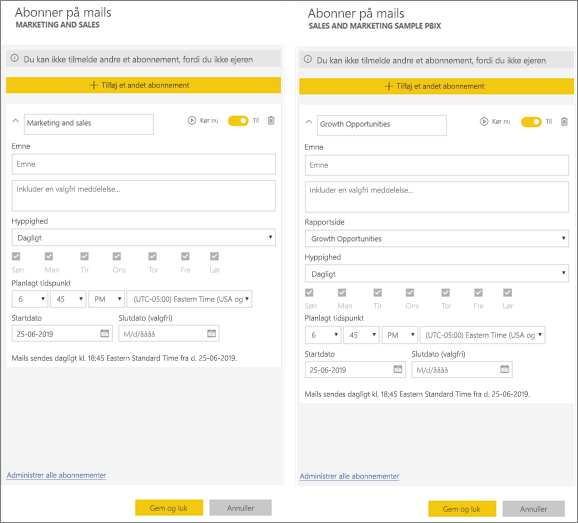 Abonner på mails
MARKETING AND SALES
Du kan ikke tilmelde andre et abonnement, fordi du ikke ejeren
+ Tilføj et andet abonnement
Marketing and sales
Kør nu
Til
Emne
Emne
Inkluder en valgfri meddelelse...
Hyppighed
Dagligt
Søn Man Tir Ons Tor Fre Lør
Planlagt tidspunkt
6 45 PM (UTC-05:00) Eastern Time (USA og
Startdato Slutdato (valgfri)
25-06-2019 M/d/åååå
Mails sendes dagligt kl. 18:45 Eastern Standard Time fra d. 25-06-2019.
Administrer alle abonnementer
Gem og luk Annuller
Abonner på mails
SALES AND MARKETING SAMPLE PBIX
Du kan ikke tilmelde andre et abonnement, fordi du ikke ejeren
+ Tilføj et andet abonnement
Growth Opportunities
Kør nu
Til
Emne
Emne
Inkluder en valgfri meddelelse...
Rapportside
Growth Opportunities
Hyppighed
Dagligt
Søn Man Tir Ons Tor Fre Lør
Planlagt tidspunkt
6 45 PM (UTC-05:00) Eastern Time (USA og
Startdato Slutdato (valgfri)
25-06-2019 M/d/åååå
Mails sendes dagligt kl. 18:45 Eastern Standard Time fra d. 25-06-2019.
Administrer alle abonnementer
Gem og luk Annuller